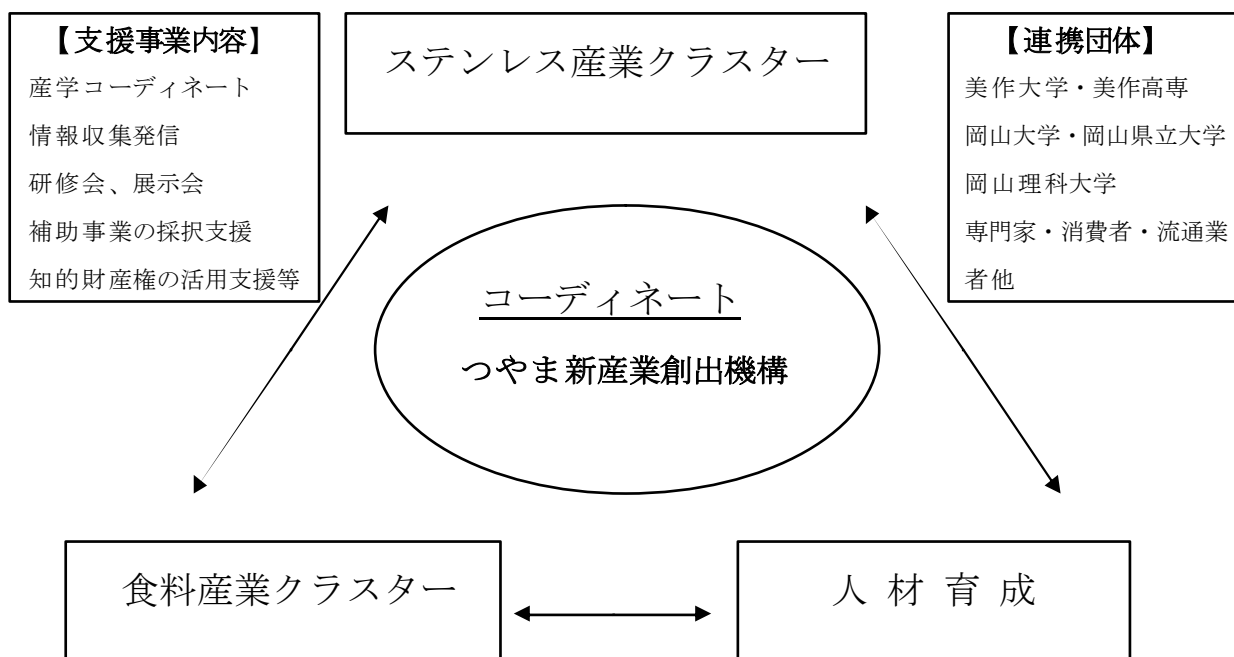 【支援事業内容】
産学コーディネート
情報収集発信
研修会、展示会
補助事業の採択支援
知的財産権の活用支援等
ステンレス産業クラスター
【連携団体】
美作大学・美作高専
岡山大学・岡山県立大学
岡山理科大学
専門家・消費者・流通業
者他
コーディネート
つやま新産業創出機構
食料産業クラスター
人材育成